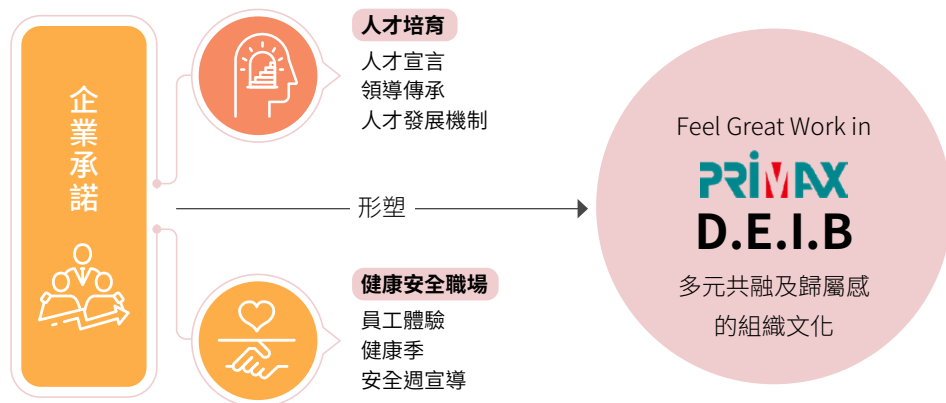 企業承諾
人才培育
人才宣言
領導傳承
人才發展機制
形塑
健康安全職場
員工體驗
健康季
安全週宣導
Feel Great Work in
PRIMAX
D.E.I.B
多元共融及歸屬感
的組織文化